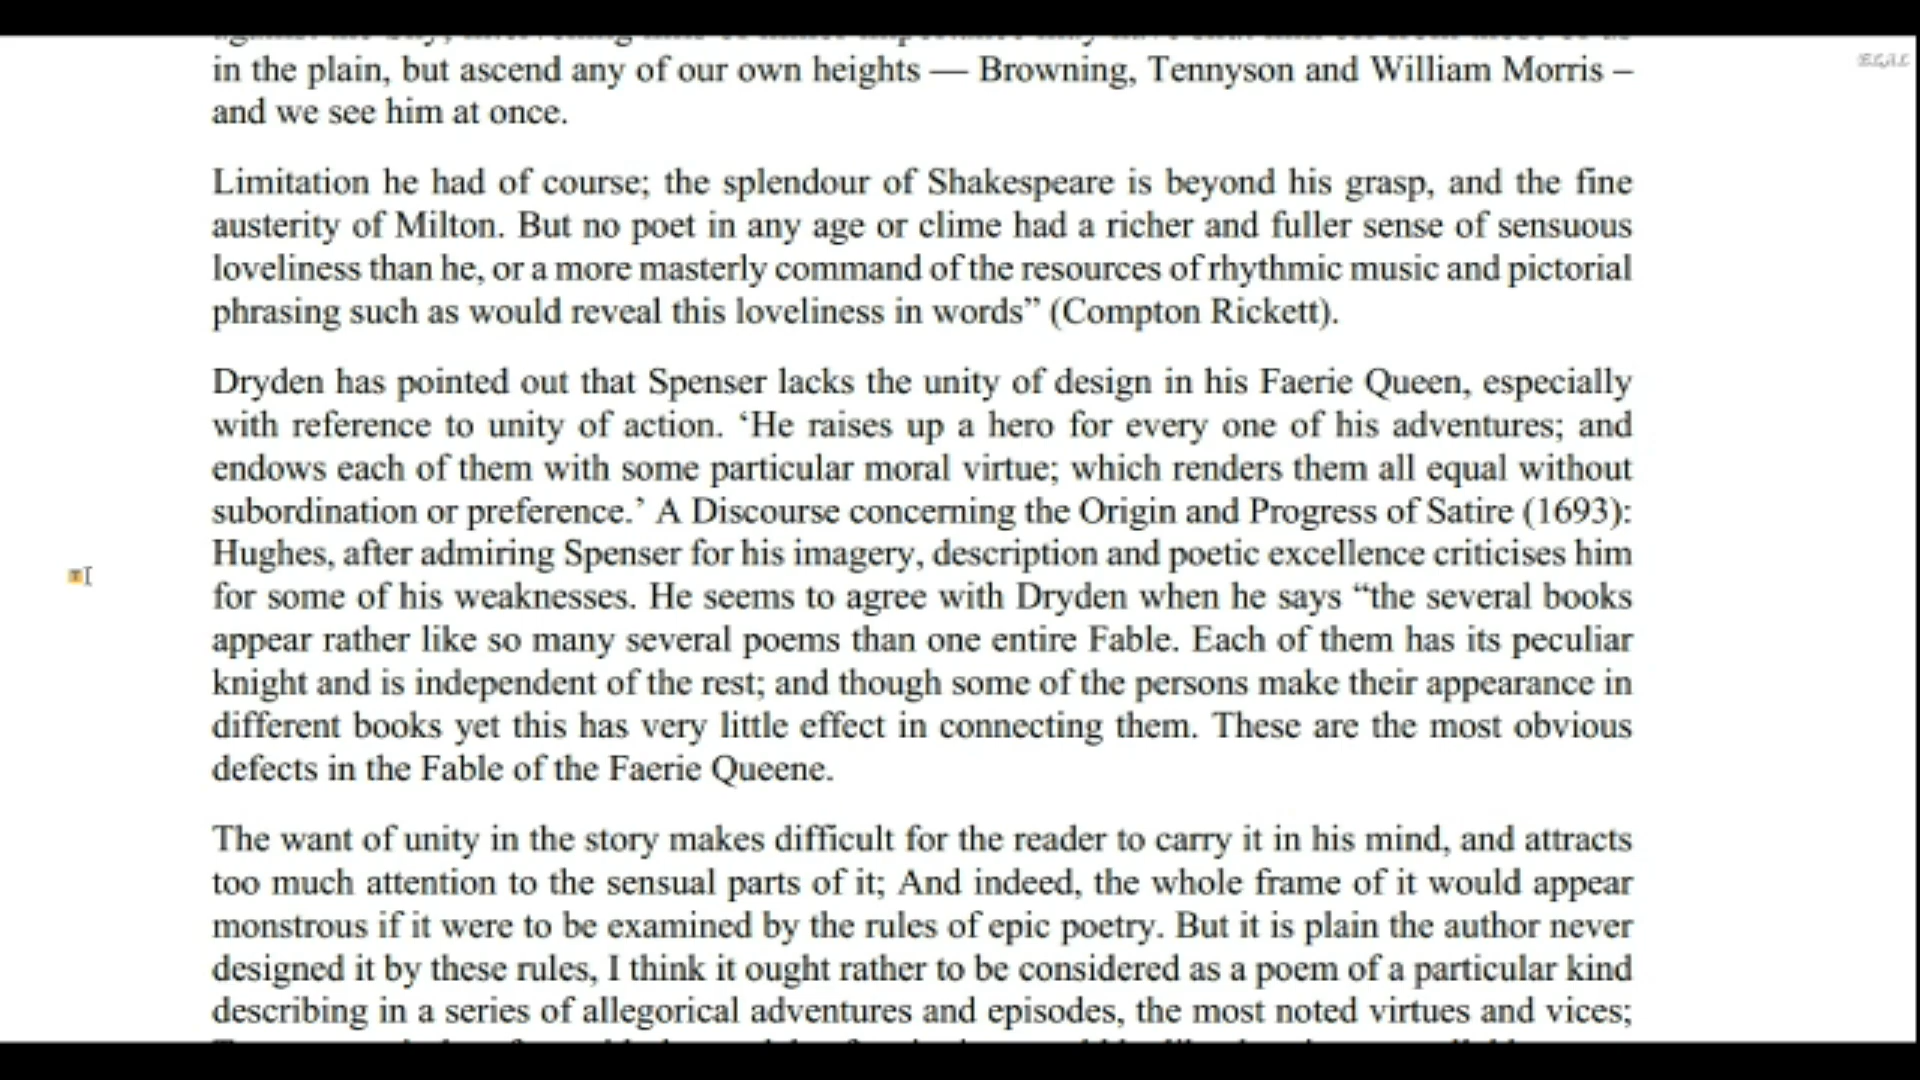 in the plain, but ascend any of our own heights — Browning, Tennyson and William Morris –
and we see him at once.
Limitation he had of course; the splendour of Shakespeare is beyond his grasp, and the fine
austerity of Milton. But no poet in any age or clime had a richer and fuller sense of sensuous
loveliness than he, or a more masterly command of the resources of rhythmic music and pictorial
phrasing such as would reveal this loveliness in words” (Compton Rickett).
Dryden has pointed out that Spenser lacks the unity of design in his Faerie Queen, especially
with reference to unity of action. ‘He raises up a hero for every one of his adventures; and
endows each of them with some particular moral virtue; which renders them all equal without
subordination or preference.’ A Discourse concerning the Origin and Progress of Satire (1693):
Hughes, after admiring Spenser for his imagery, description and poetic excellence criticises him
for some of his weaknesses. He seems to agree with Dryden when he says “the several books
appear rather like so many several poems than one entire Fable. Each of them has its peculiar
knight and is independent of the rest; and though some of the persons make their appearance in
different books yet this has very little effect in connecting them. These are the most obvious
defects in the Fable of the Faerie Queene.
The want of unity in the story makes difficult for the reader to carry it in his mind, and attracts
too much attention to the sensual parts of it; And indeed, the whole frame of it would appear
monstrous if it were to be examined by the rules of epic poetry. But it is plain the author never
designed it by these rules, I think it ought rather to be considered as a poem of a particular kind
describing in a series of allegorical adventures and episodes, the most noted virtues and vices;